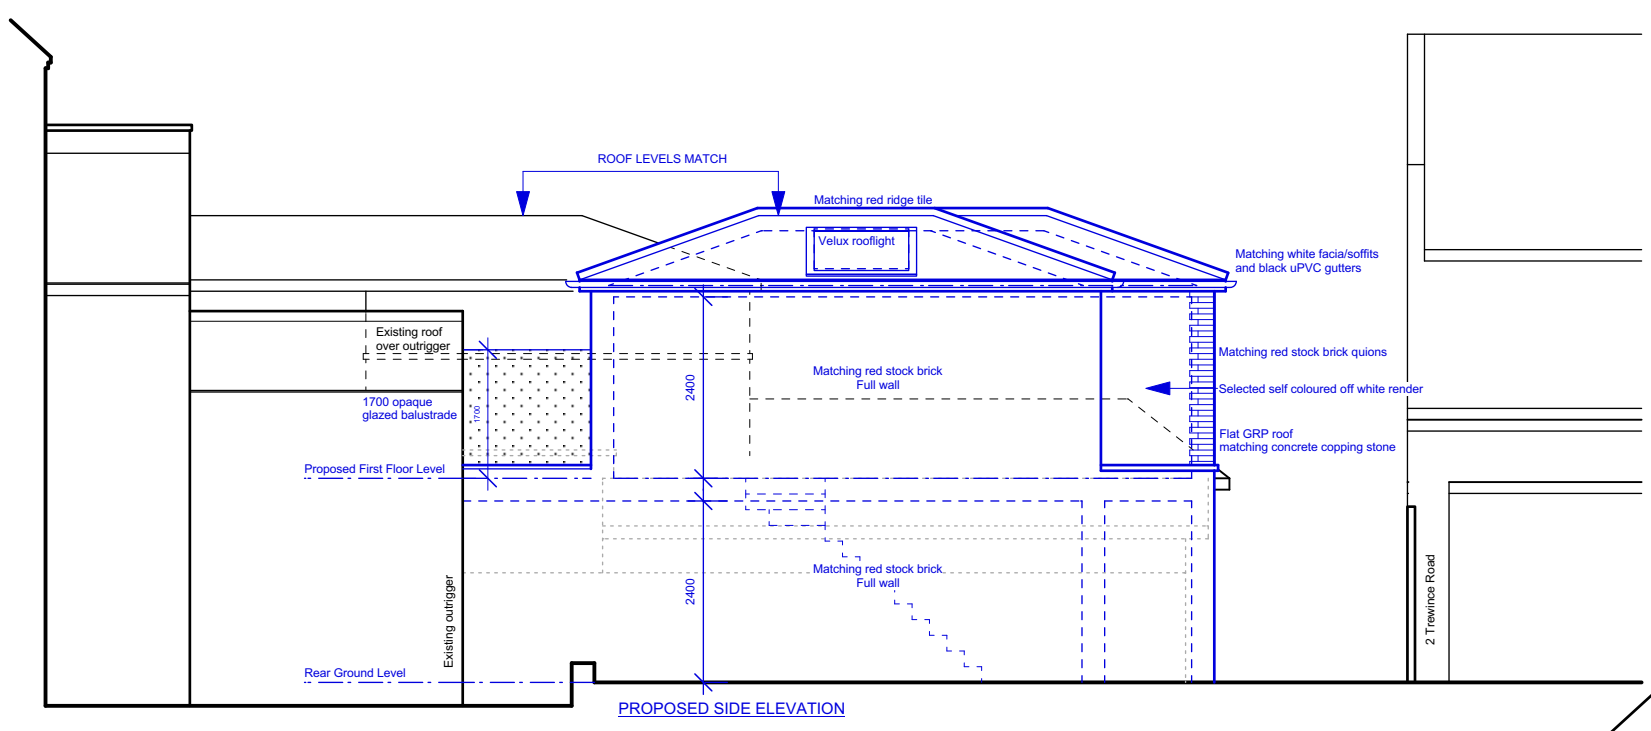 ROOF LEVELS MATCH
Matching red ridge tile
Velux rooflight
Matching white facia/soffits
and black uPVC gutters
Existing roof
over outrigger
Matching red stock brick quions
Matching red stock brick
Full wall
2400
Selected self coloured off white render
1700 opaque
glazed balustrade
1700
Flat GRP roof
matching concrete copping stone
Proposed First Floor Level
Matching red stock brick
Full wall
2400
Existing outrigger
2 Trewince Road
Rear Ground Level
PROPOSED SIDE ELEVATION